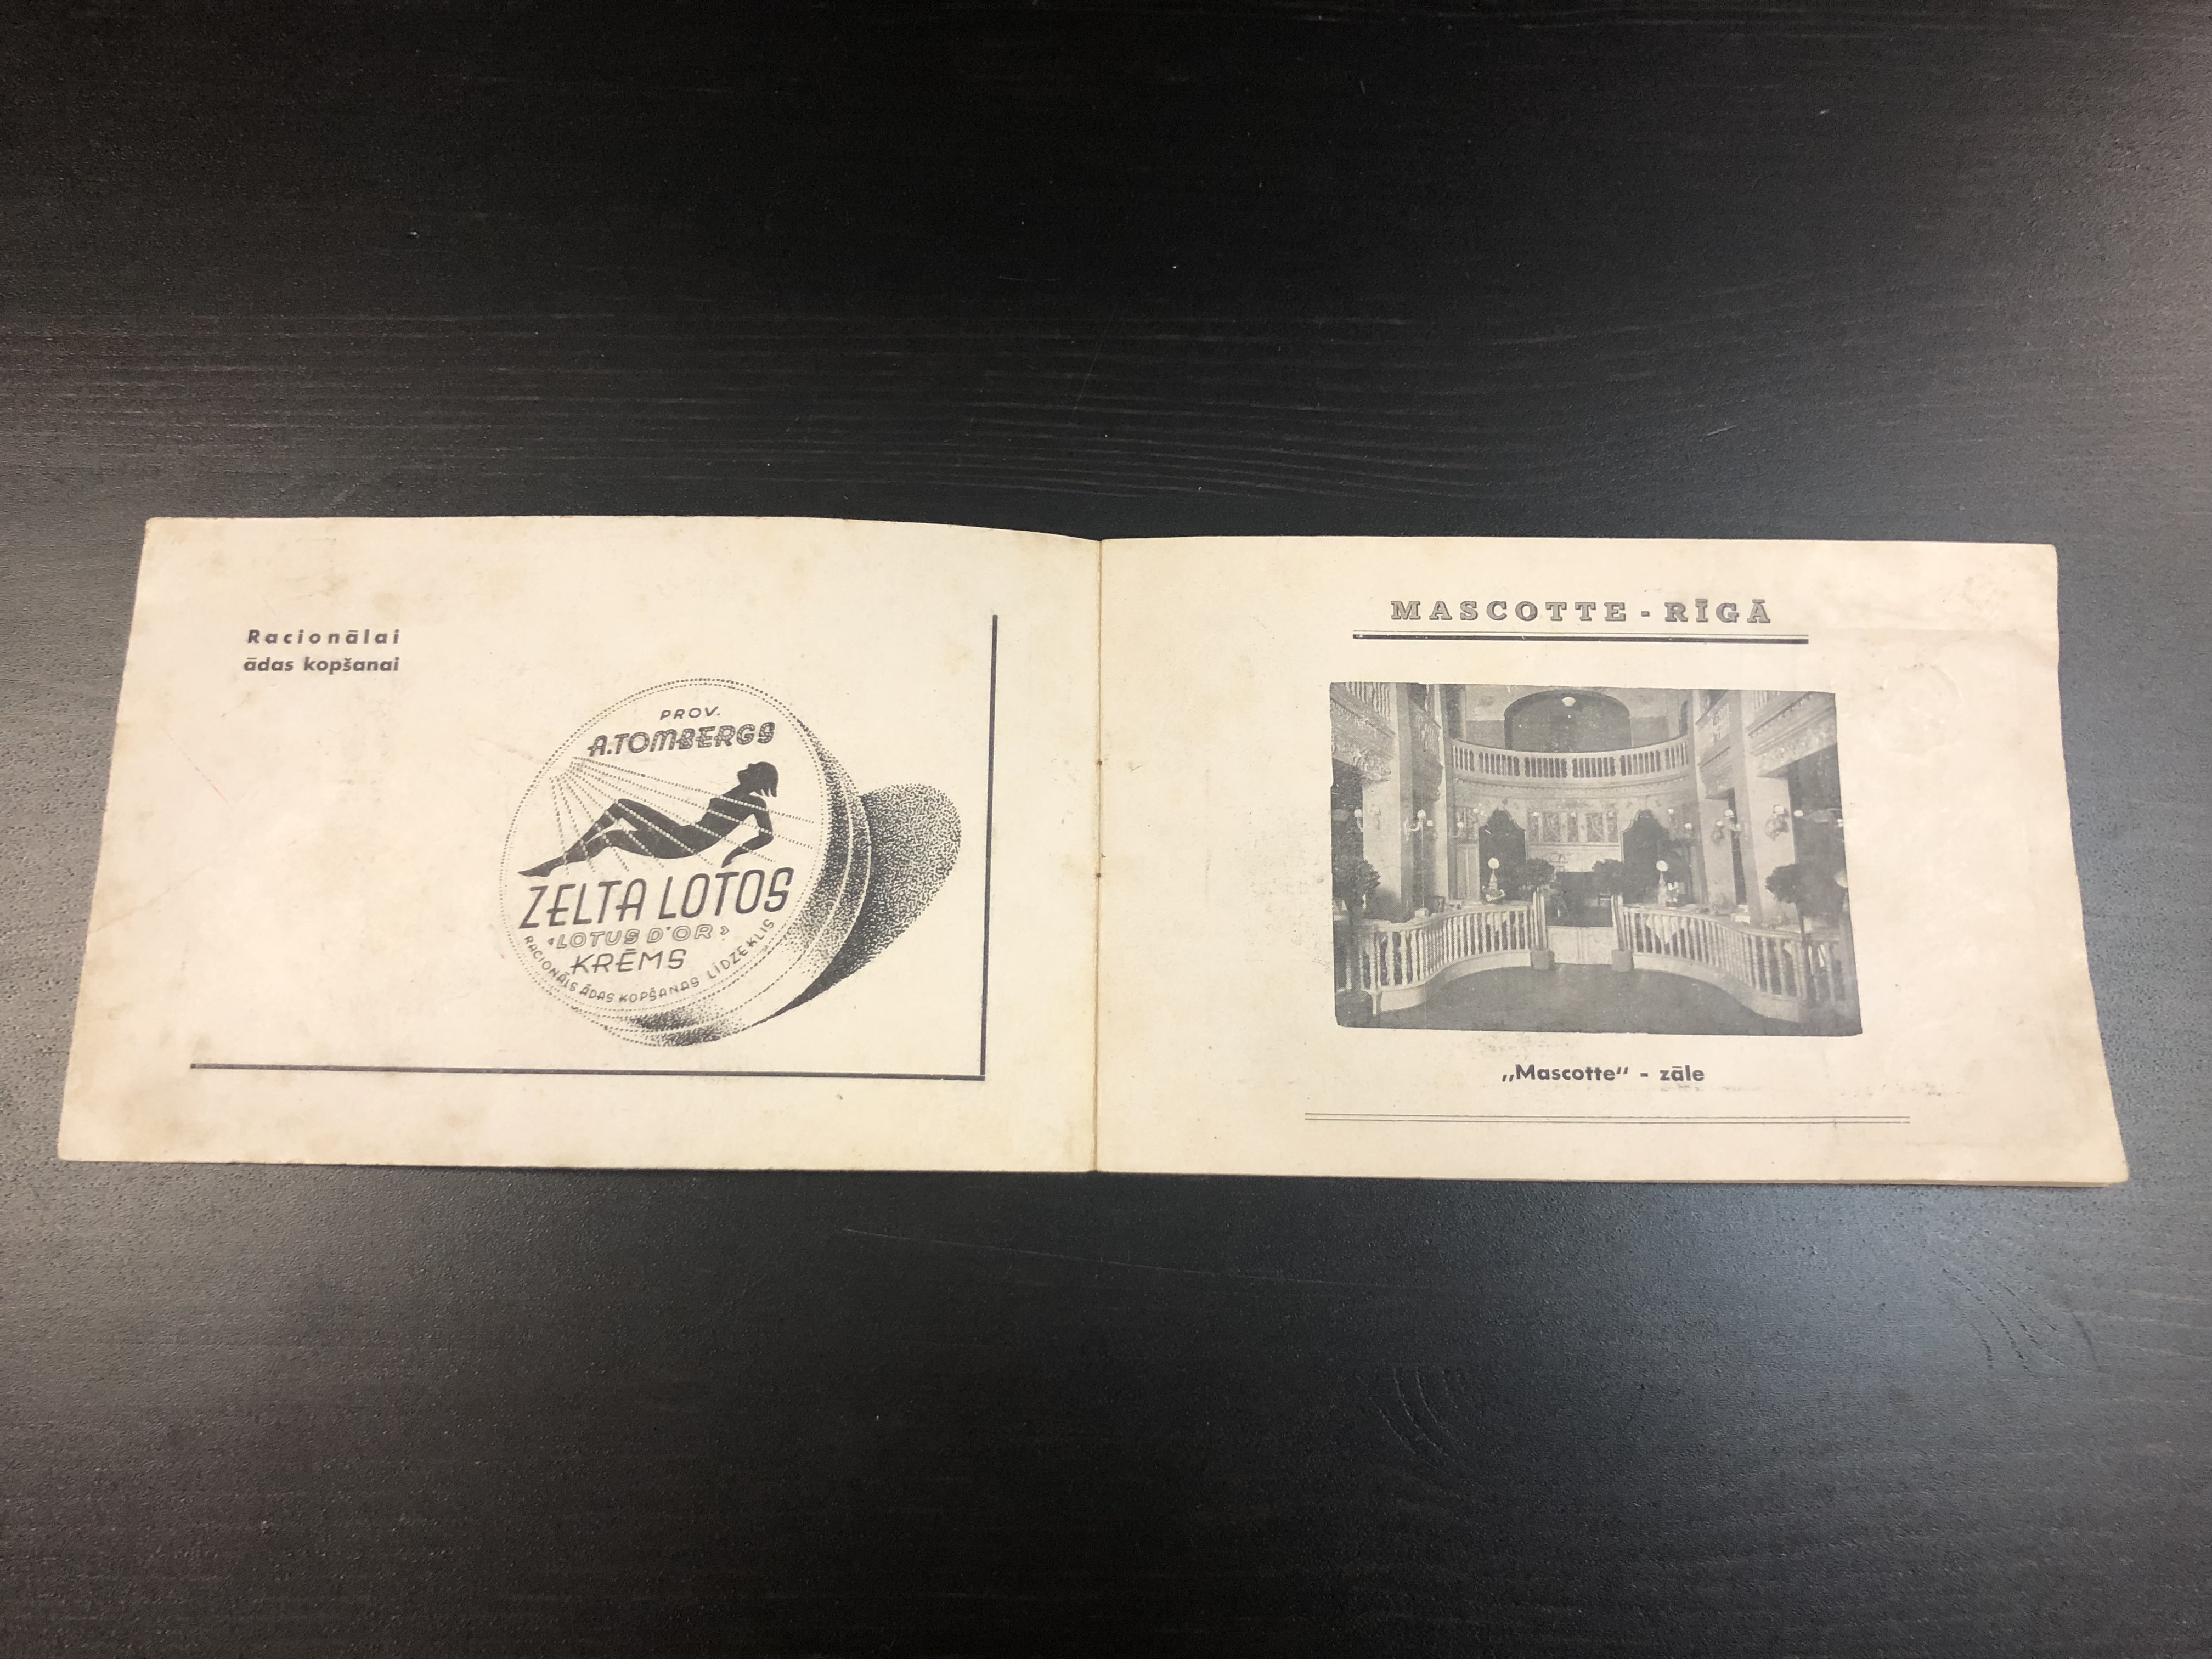 Racionālai
ādas kopšanai
PROV.
A.TOMBERGS
ZELTA LOTOS
«LOTUS D'OR»
KRĒMS
RACIONĀLS ĀDAS KOPŠANAS LĪDZEKLIS
MASCOTTE - RĪGĀ
„Mascotte“ - zāle